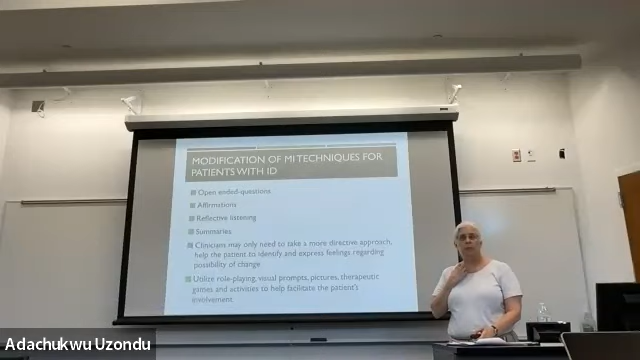 MODIFICATION OF MI TECHNIQUES FOR
PATIENTS WITH ID
Open ended-questions
Affirmations
Reflective listening
Summaries
Clinicians may only need to take a more directive approach,
help the patient to identify and express feelings regarding
possibility of change
Utilize role-playing, visual prompts, pictures, therapeutic
games and activities to help facilitate the patient's
involvement
Adachukwu Uzondu